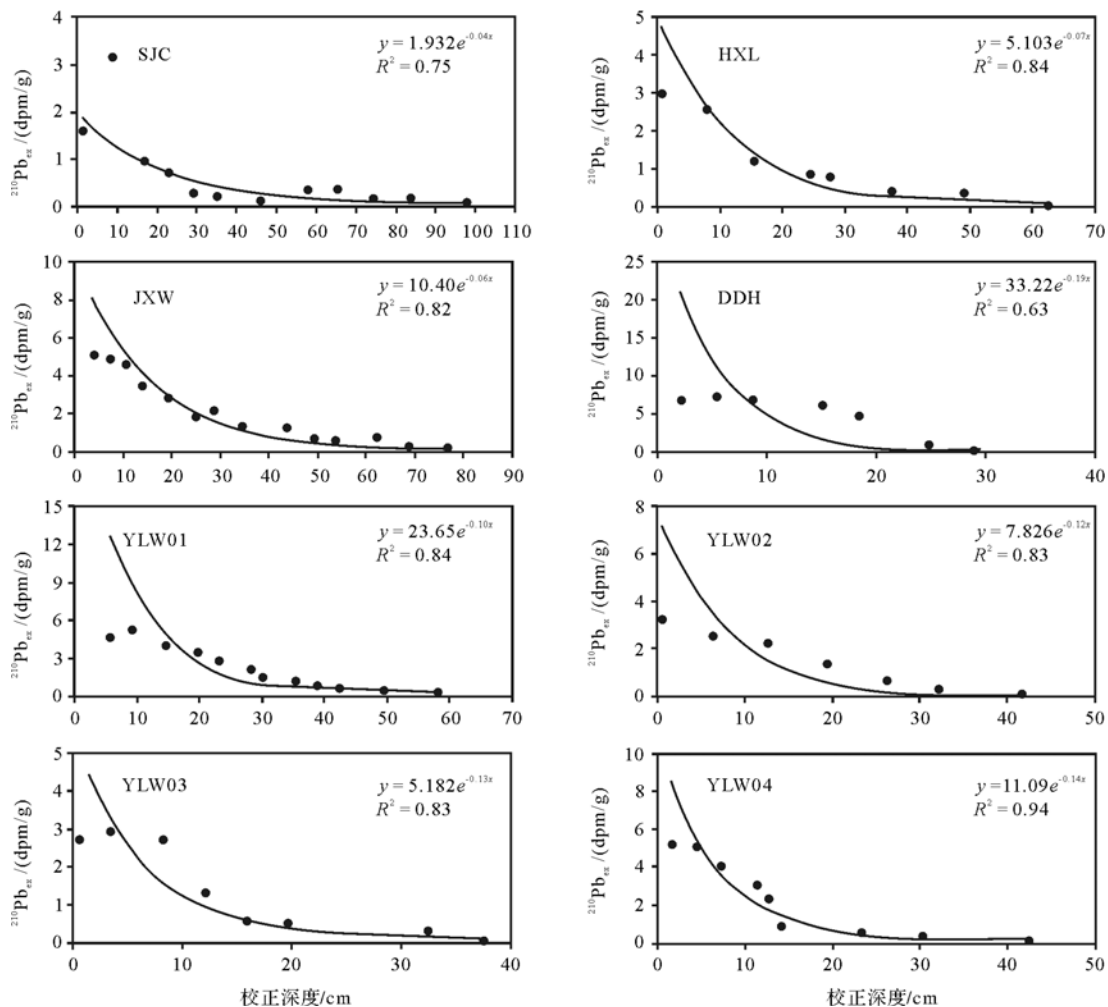 4
3
2
1
0
²¹⁰Pbₑₓ /(dpm/g)
SJC
y = 1.932e^-0.04x
R² = 0.75
0 10 20 30 40 50 60 70 80 90 100 110
5
4
3
2
1
0
²¹⁰Pbₑₓ /(dpm/g)
HXL
y = 5.103e^-0.07x
R² = 0.84
0 10 20 30 40 50 60 70
10
8
6
4
2
0
²¹⁰Pbₑₓ /(dpm/g)
JXW
y = 10.40e^-0.06x
R² = 0.82
0 10 20 30 40 50 60 70 80 90
25
20
15
10
5
0
²¹⁰Pbₑₓ /(dpm/g)
DDH
y = 33.22e^-0.19x
R² = 0.63
0 10 20 30 40
15
12
9
6
3
0
²¹⁰Pbₑₓ /(dpm/g)
YLW01
y = 23.65e^-0.10x
R² = 0.84
0 10 20 30 40 50 60 70
8
6
4
2
0
²¹⁰Pbₑₓ /(dpm/g)
YLW02
y = 7.826e^-0.12x
R² = 0.83
0 10 20 30 40 50
5
4
3
2
1
0
²¹⁰Pbₑₓ /(dpm/g)
YLW03
y = 5.182e^-0.13x
R² = 0.83
0 10 20 30 40
校正深度/cm
10
8
6
4
2
0
²¹⁰Pbₑₓ /(dpm/g)
YLW04
y = 11.09e^-0.14x
R² = 0.94
0 10 20 30 40 50
校正深度/cm